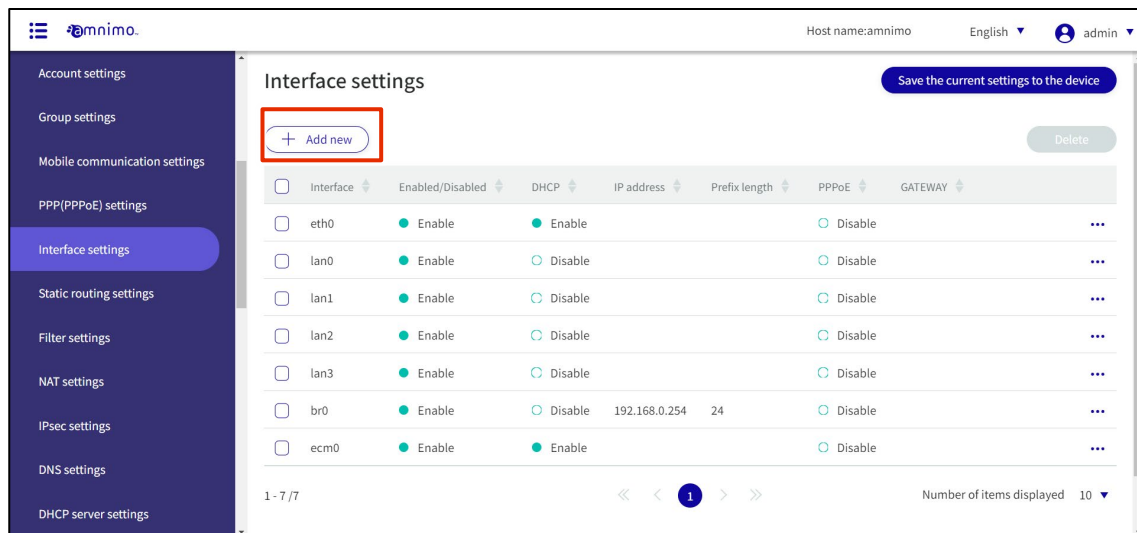 amnimo
Host name:amnimo
English
admin
Account settings
Group settings
Mobile communication settings
PPP(PPPoE) settings
Interface settings
Static routing settings
Filter settings
NAT settings
IPsec settings
DNS settings
DHCP server settings
Interface settings
Save the current settings to the device
+ Add new
Delete
Interface Enabled/Disabled DHCP IP address Prefix length PPPoE GATEWAY
eth0 Enable Enable Disable
lan0 Enable Disable Disable
lan1 Enable Disable Disable
lan2 Enable Disable Disable
lan3 Enable Disable Disable
br0 Enable Disable 192.168.0.254 24 Disable
ecm0 Enable Enable Disable
1 - 7 /7
1
Number of items displayed 10